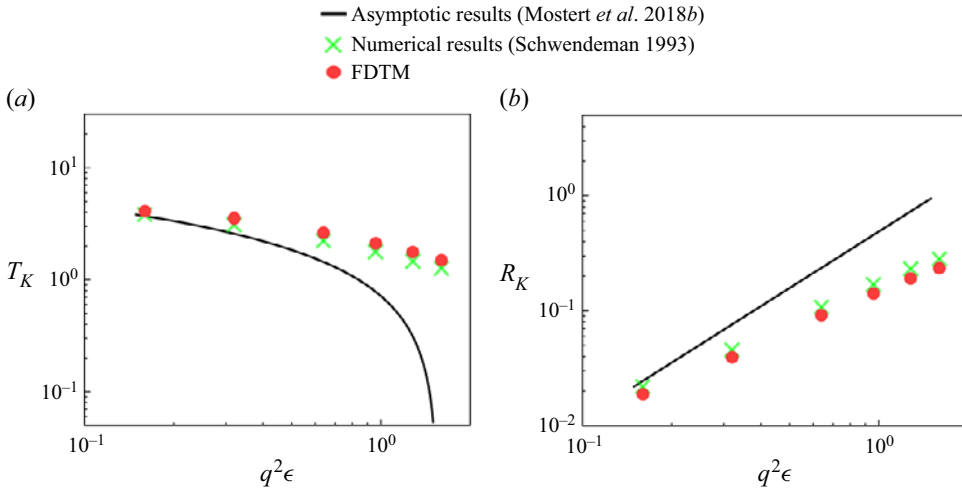 Asymptotic results (Mostert et al. 2018b)
Numerical results (Schwendeman 1993)
FDTM
(a)
(b)
10^1
10^0
10^-1
T_K
10^-1
10^0
q^2ϵ
10^0
10^-1
10^-2
R_K
10^-1
10^0
q^2ϵ